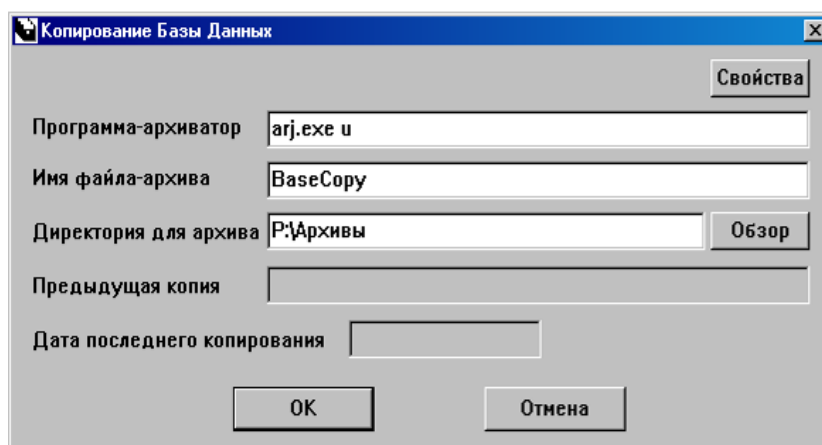 Копирование Базы Данных
Свойства
Программа-архиватор arj.exe u
Имя файла-архива BaseCopy
Директория для архива P:\Архивы Обзор
Предыдущая копия
Дата последнего копирования
OK Отмена